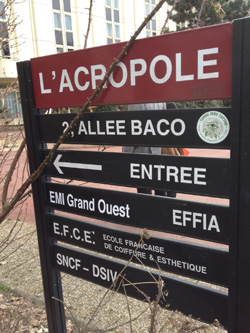 L'ACROPOLE
2, ALLEE BACO
ENTREE
EMI Grand Ouest
EFFIA
E.F.C.E. ECOLE FRANCAISE
DE COIFFURE & ESTHETIQUE
SNCF - DSIV